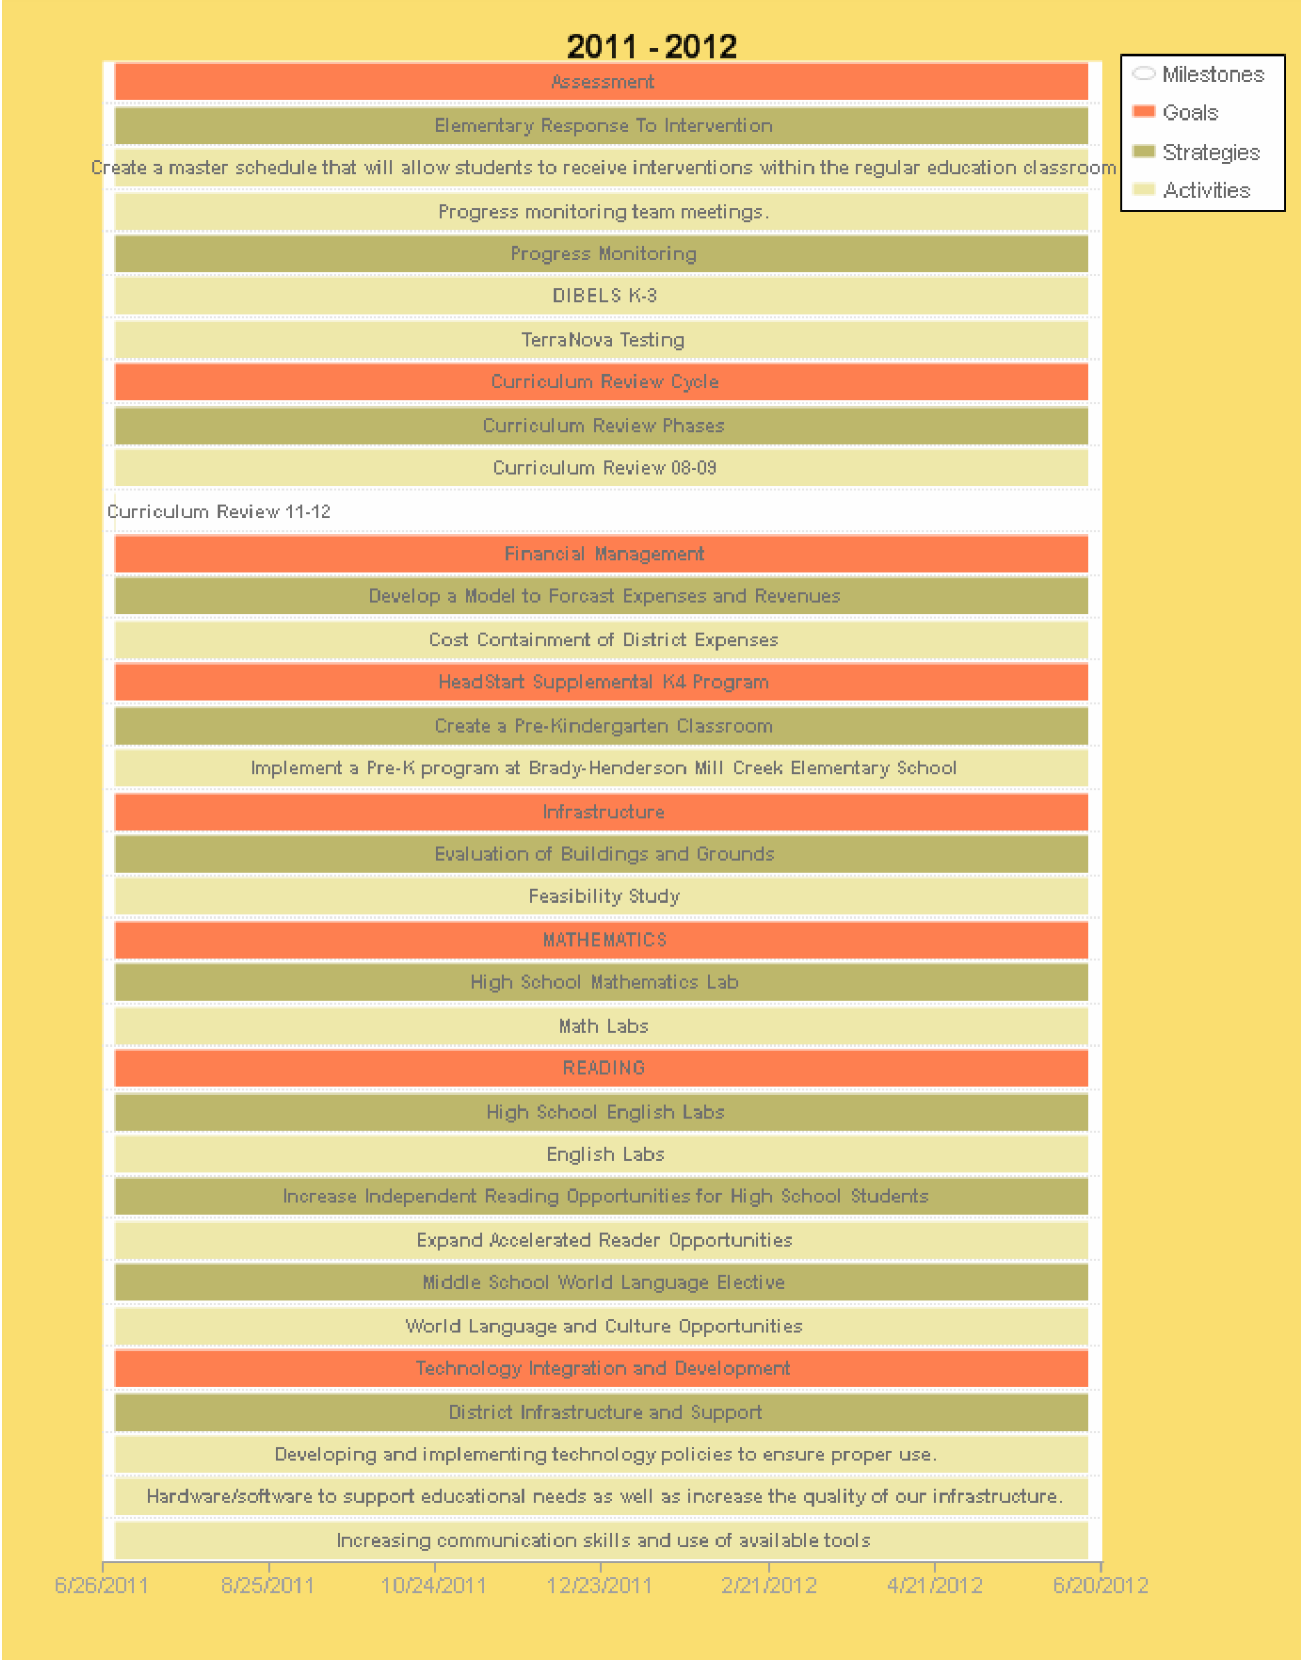 2011 - 2012
Milestones
Goals
Strategies
Activities
Assessment
Elementary Response To Intervention
Create a master schedule that will allow students to receive interventions within the regular education classroom
Progress monitoring team meetings.
Progress Monitoring
DIBELS K-3
TerraNova Testing
Curriculum Review Cycle
Curriculum Review Phases
Curriculum Review 08-09
Curriculum Review 11-12
Financial Management
Develop a Model to Forcast Expenses and Revenues
Cost Containment of District Expenses
HeadStart Supplemental K4 Program
Create a Pre-Kindergarten Classroom
Implement a Pre-K program at Brady-Henderson Mill Creek Elementary School
Infrastructure
Evaluation of Buildings and Grounds
Feasibility Study
MATHEMATICS
High School Mathematics Lab
Math Labs
READING
High School English Labs
English Labs
Increase Independent Reading Opportunities for High School Students
Expand Accelerated Reader Opportunities
Middle School World Language Elective
World Language and Culture Opportunities
Technology Integration and Development
District Infrastructure and Support
Developing and implementing technology policies to ensure proper use.
Hardware/software to support educational needs as well as increase the quality of our infrastructure.
Increasing communication skills and use of available tools
6/26/2011 8/25/2011 10/24/2011 12/23/2011 2/21/2012 4/21/2012 6/20/2012